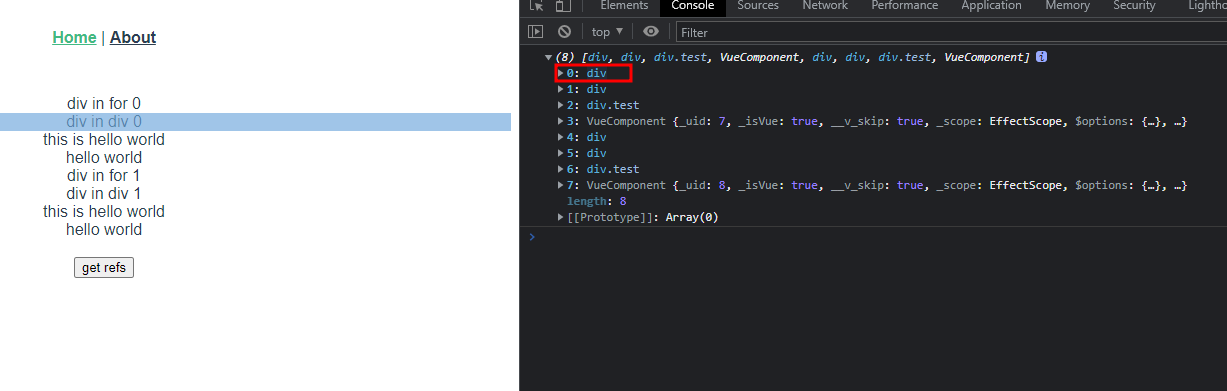 Home | About
div in for 0
div in div 0
this is hello world
hello world
div in for 1
div in div 1
this is hello world
hello world
get refs
Elements Console Sources Network Performance Application Memory Security Lightho
top ▼ Filter
▼(8) [div, div, div.test, VueComponent, div, div, div.test, VueComponent] i
▶0: div
▶1: div
▶2: div.test
▶3: VueComponent {_uid: 7, _isVue: true, __v_skip: true, _scope: EffectScope, $options: {…}, …}
▶4: div
▶5: div
▶6: div.test
▶7: VueComponent {_uid: 8, _isVue: true, __v_skip: true, _scope: EffectScope, $options: {…}, …}
length: 8
▶[[Prototype]]: Array(0)
>